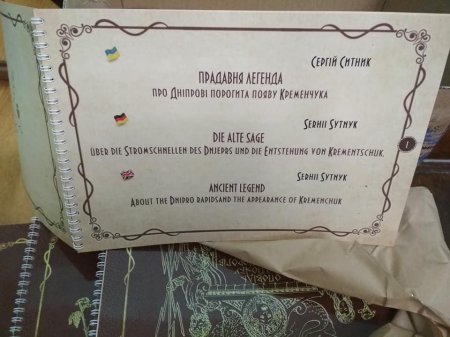 Сергій Ситник
ПРАДАВНЯ ЛЕГЕНДА
про Дніпрові порогита появу Кременчука
Serhii Sytnyk
DIE ALTE SAGE
über die Stromschnellen des Dnjeprs und die Entstehung von Krementschuk.
Serhii Sytnyk
ANCIENT LEGEND
About the Dnipro rapidsand the appearance of Kremenchuk
1